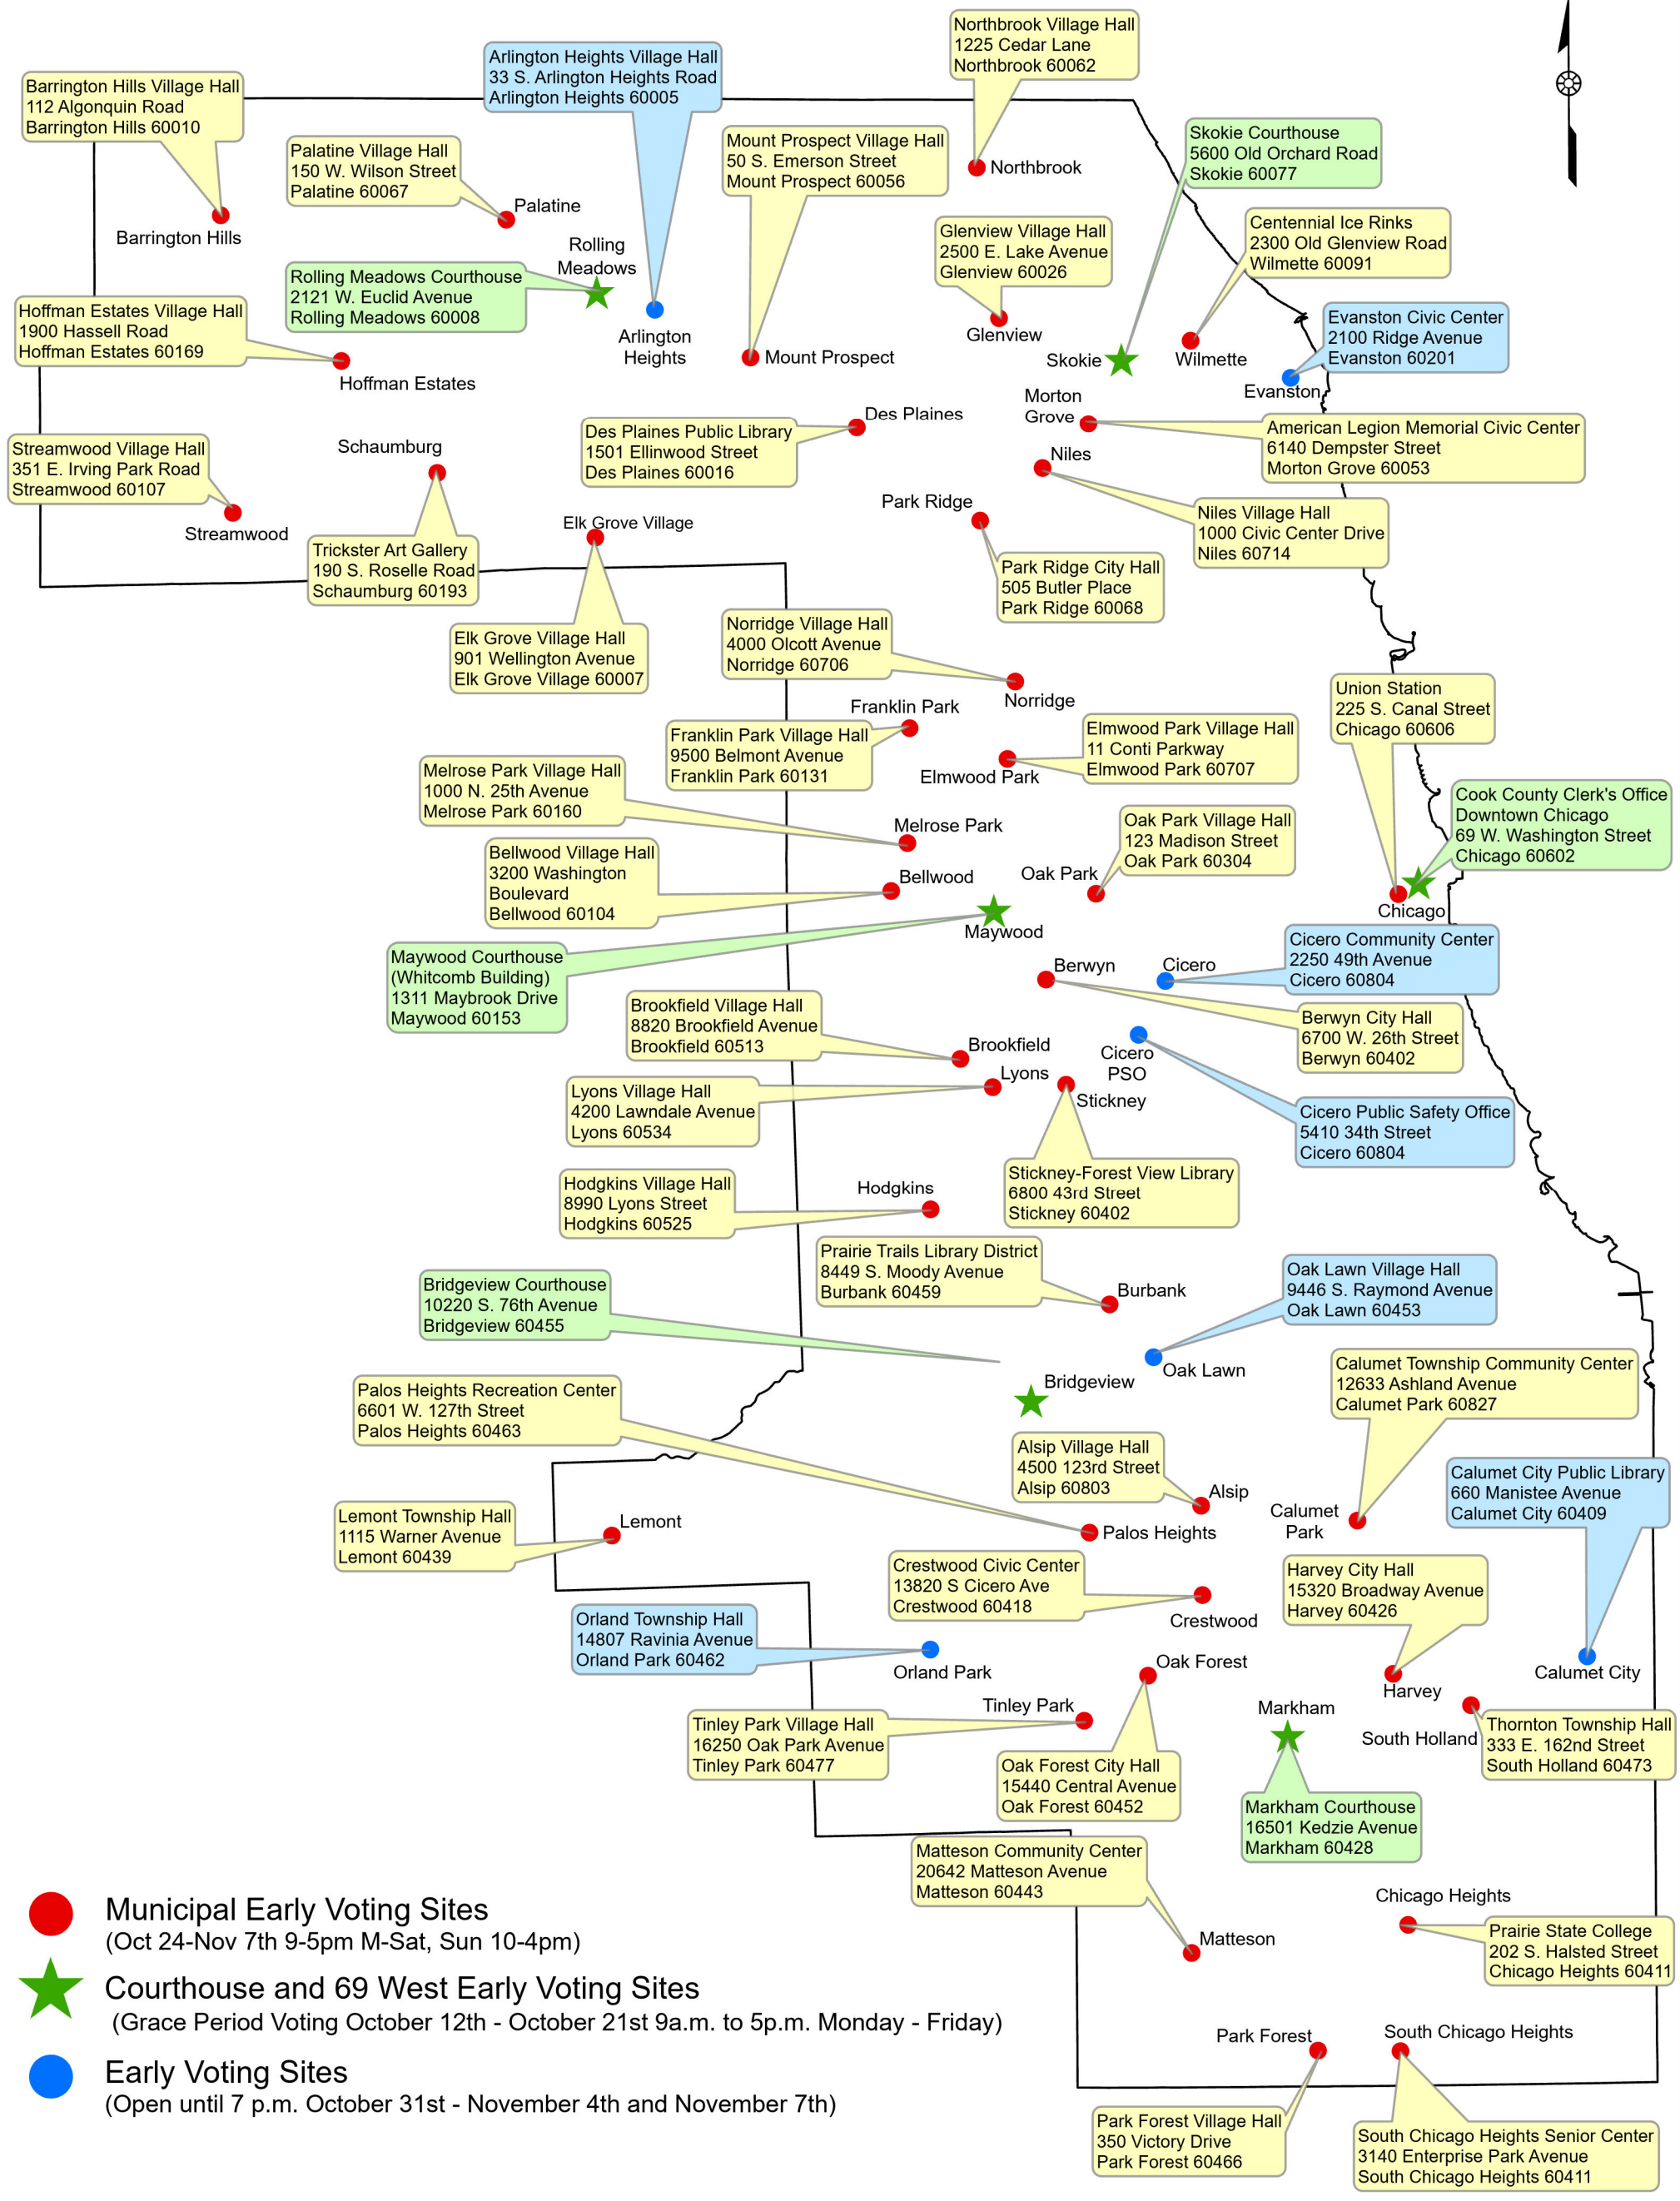 Northbrook Village Hall
1225 Cedar Lane
Northbrook 60062
Arlington Heights Village Hall
33 S. Arlington Heights Road
Arlington Heights 60005
Barrington Hills Village Hall
112 Algonquin Road
Barrington Hills 60010
Palatine Village Hall
150 W. Wilson Street
Palatine 60067
Mount Prospect Village Hall
50 S. Emerson Street
Mount Prospect 60056
Northbrook
Skokie Courthouse
5600 Old Orchard Road
Skokie 60077
Palatine
Barrington Hills
Rolling
Meadows
Glenview Village Hall
2500 E. Lake Avenue
Glenview 60026
Centennial Ice Rinks
2300 Old Glenview Road
Wilmette 60091
Rolling Meadows Courthouse
2121 W. Euclid Avenue
Rolling Meadows 60008
Hoffman Estates Village Hall
1900 Hassell Road
Hoffman Estates 60169
Arlington
Heights
Glenview
Evanston Civic Center
2100 Ridge Avenue
Evanston 60201
Mount Prospect
Skokie
Wilmette
Hoffman Estates
Evanston
Morton
Grove
Des Plaines
Des Plaines Public Library
1501 Ellinwood Street
Des Plaines 60016
American Legion Memorial Civic Center
6140 Dempster Street
Morton Grove 60053
Streamwood Village Hall
351 E. Irving Park Road
Streamwood 60107
Schaumburg
Niles
Park Ridge
Niles Village Hall
1000 Civic Center Drive
Niles 60714
Streamwood
Elk Grove Village
Trickster Art Gallery
190 S. Roselle Road
Schaumburg 60193
Park Ridge City Hall
505 Butler Place
Park Ridge 60068
Elk Grove Village Hall
901 Wellington Avenue
Elk Grove Village 60007
Norridge Village Hall
4000 Olcott Avenue
Norridge 60706
Norridge
Union Station
225 S. Canal Street
Chicago 60606
Franklin Park
Franklin Park Village Hall
9500 Belmont Avenue
Franklin Park 60131
Elmwood Park Village Hall
11 Conti Parkway
Elmwood Park 60707
Elmwood Park
Melrose Park Village Hall
1000 N. 25th Avenue
Melrose Park 60160
Cook County Clerk's Office
Downtown Chicago
69 W. Washington Street
Chicago 60602
Melrose Park
Oak Park Village Hall
123 Madison Street
Oak Park 60304
Bellwood Village Hall
3200 Washington
Boulevard
Bellwood 60104
Bellwood
Oak Park
Chicago
Maywood
Maywood Courthouse
(Whitcomb Building)
1311 Maybrook Drive
Maywood 60153
Cicero Community Center
2250 49th Avenue
Cicero 60804
Berwyn
Cicero
Brookfield Village Hall
8820 Brookfield Avenue
Brookfield 60513
Berwyn City Hall
6700 W. 26th Street
Berwyn 60402
Brookfield
Cicero
PSO
Lyons
Stickney
Lyons Village Hall
4200 Lawndale Avenue
Lyons 60534
Cicero Public Safety Office
5410 34th Street
Cicero 60804
Hodgkins Village Hall
8990 Lyons Street
Hodgkins 60525
Hodgkins
Stickney-Forest View Library
6800 43rd Street
Stickney 60402
Prairie Trails Library District
8449 S. Moody Avenue
Burbank 60459
Burbank
Oak Lawn Village Hall
9446 S. Raymond Avenue
Oak Lawn 60453
Bridgeview Courthouse
10220 S. 76th Avenue
Bridgeview 60455
Oak Lawn
Bridgeview
Calumet Township Community Center
12633 Ashland Avenue
Calumet Park 60827
Palos Heights Recreation Center
6601 W. 127th Street
Palos Heights 60463
Alsip Village Hall
4500 123rd Street
Alsip 60803
Alsip
Calumet City Public Library
660 Manistee Avenue
Calumet City 60409
Calumet
Park
Lemont Township Hall
1115 Warner Avenue
Lemont 60439
Lemont
Palos Heights
Crestwood Civic Center
13820 S Cicero Ave
Crestwood 60418
Crestwood
Harvey City Hall
15320 Broadway Avenue
Harvey 60426
Orland Township Hall
14807 Ravinia Avenue
Orland Park 60462
Orland Park
Oak Forest
Calumet City
Harvey
Tinley Park
Markham
South Holland
Tinley Park Village Hall
16250 Oak Park Avenue
Tinley Park 60477
Thornton Township Hall
333 E. 162nd Street
South Holland 60473
Oak Forest City Hall
15440 Central Avenue
Oak Forest 60452
Markham Courthouse
16501 Kedzie Avenue
Markham 60428
Matteson Community Center
20642 Matteson Avenue
Matteson 60443
Matteson
Chicago Heights
Prairie State College
202 S. Halsted Street
Chicago Heights 60411
Municipal Early Voting Sites
(Oct 24-Nov 7th 9-5pm M-Sat, Sun 10-4pm)
Courthouse and 69 West Early Voting Sites
(Grace Period Voting October 12th - October 21st 9a.m. to 5p.m. Monday - Friday)
Early Voting Sites
(Open until 7 p.m. October 31st - November 4th and November 7th)
Park Forest
South Chicago Heights
Park Forest Village Hall
350 Victory Drive
Park Forest 60466
South Chicago Heights Senior Center
3140 Enterprise Park Avenue
South Chicago Heights 60411